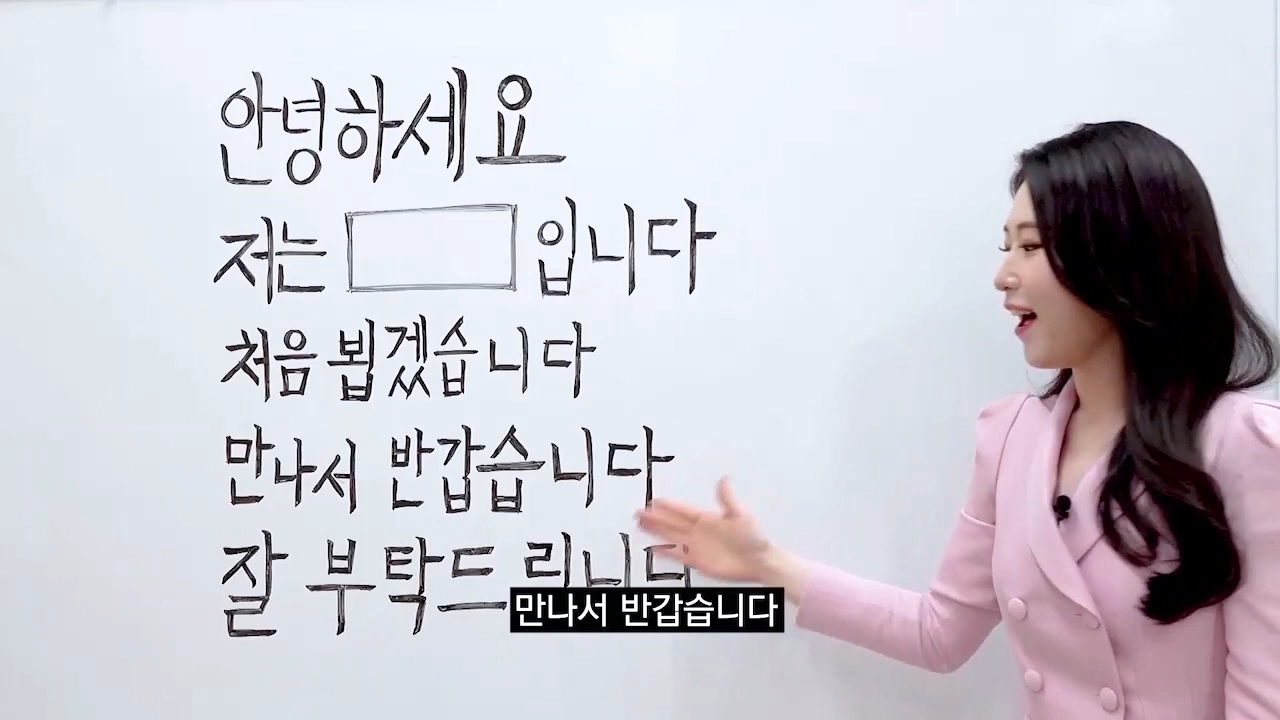 안녕하세요
저는 입니다
처음 뵙겠습니다
만나서 반갑습니다
잘 부탁드립니다
만나서 반갑습니다